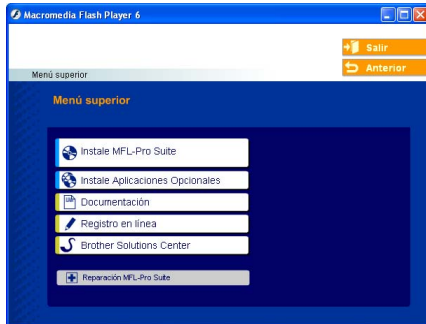 Macromedia Flash Player 6
Salir
Anterior
Menú superior
Menú superior
Instale MFL-Pro Suite
Instale Aplicaciones Opcionales
Documentación
Registro en línea
Brother Solutions Center
Reparación MFL-Pro Suite